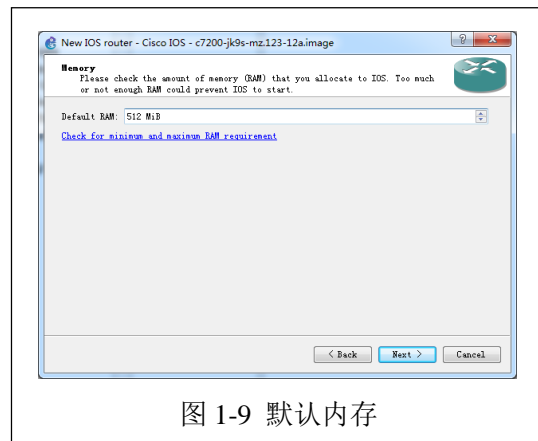 New IOS router - Cisco IOS - c7200-jk9s-mz.123-12a.image
Memory
Please check the amount of memory (RAM) that you allocate to IOS. Too much
or not enough RAM could prevent IOS to start.
Default RAM: 512 MiB
Check for minimum and maximum RAM requirement
< Back Next > Cancel
图 1-9 默认内存